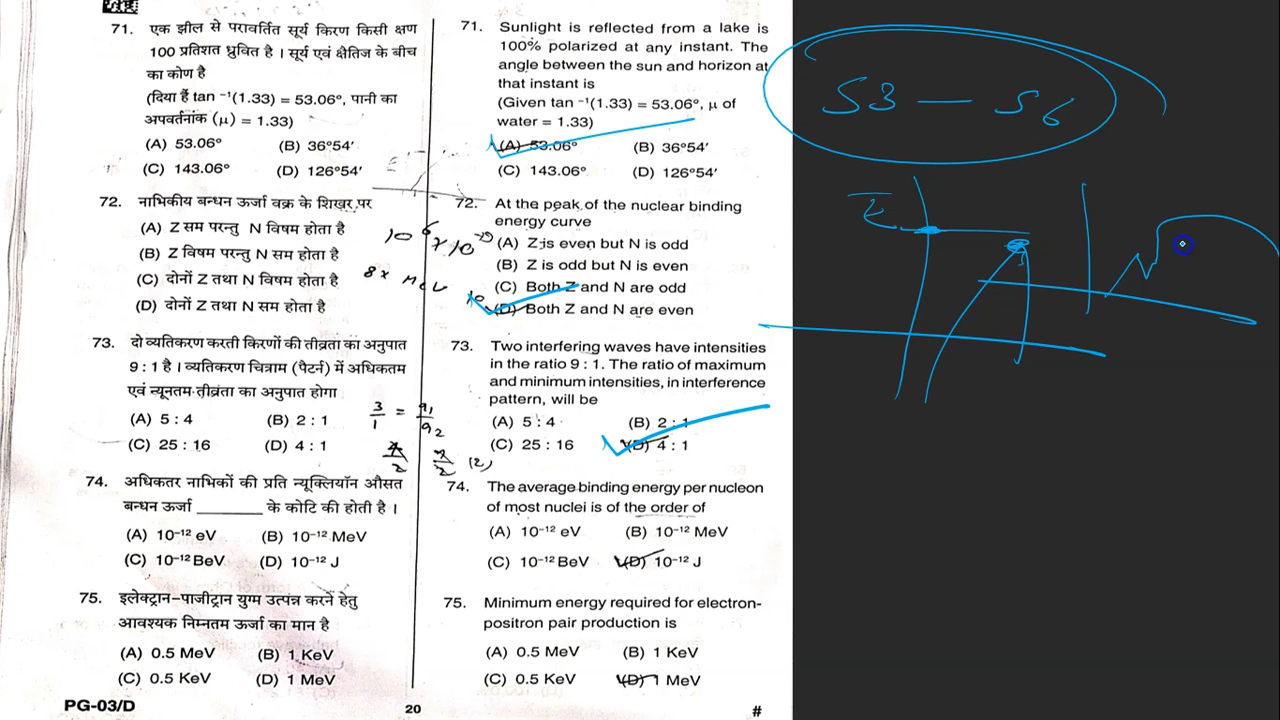 71. एक झील से परावर्तित सूर्य किरण किसी क्षण
100 प्रतिशत ध्रुवित है । सूर्य एवं क्षैतिज के बीच
का कोण है
(दिया हैं tan ⁻¹(1.33) = 53.06°, पानी का
अपवर्तनांक (μ) = 1.33)
(A) 53.06° (B) 36°54′
(C) 143.06° (D) 126°54′
72. नाभिकीय बन्धन ऊर्जा वक्र के शिखर पर
(A) Z सम परन्तु N विषम होता है
(B) Z विषम परन्तु N सम होता है
(C) दोनों Z तथा N विषम होता है
(D) दोनों Z तथा N सम होता है
73. दो व्यतिकरण करती किरणों की तीव्रता का अनुपात
9 : 1 है । व्यतिकरण चित्राम (पैटर्न) में अधिकतम
एवं न्यूनतम तीव्रता का अनुपात होगा
(A) 5 : 4 (B) 2 : 1
(C) 25 : 16 (D) 4 : 1
74. अधिकतर नाभिकों की प्रति न्यूक्लियॉन औसत
बन्धन ऊर्जा ________ के कोटि की होती है ।
(A) 10⁻¹² eV (B) 10⁻¹² MeV
(C) 10⁻¹² BeV (D) 10⁻¹² J
75. इलेक्ट्रान–पाजीट्रान युग्म उत्पन्न करने हेतु
आवश्यक निम्नतम ऊर्जा का मान है
(A) 0.5 MeV (B) 1 KeV
(C) 0.5 KeV (D) 1 MeV
71. Sunlight is reflected from a lake is
100% polarized at any instant. The
angle between the sun and horizon at
that instant is
(Given tan ⁻¹(1.33) = 53.06°, μ of
water = 1.33)
(A) 53.06° (B) 36°54′
(C) 143.06° (D) 126°54′
72. At the peak of the nuclear binding
energy curve
(A) Z is even but N is odd
(B) Z is odd but N is even
(C) Both Z and N are odd
(D) Both Z and N are even
73. Two interfering waves have intensities
in the ratio 9 : 1. The ratio of maximum
and minimum intensities, in interference
pattern, will be
(A) 5 : 4 (B) 2 : 1
(C) 25 : 16 (D) 4 : 1
74. The average binding energy per nucleon
of most nuclei is of the order of
(A) 10⁻¹² eV (B) 10⁻¹² MeV
(C) 10⁻¹² BeV (D) 10⁻¹² J
75. Minimum energy required for electron-
positron pair production is
(A) 0.5 MeV (B) 1 KeV
(C) 0.5 KeV (D) 1 MeV
PG-03/D 20 #
8 × MeV
3/1 = a₁/a₂
53 — 56
E